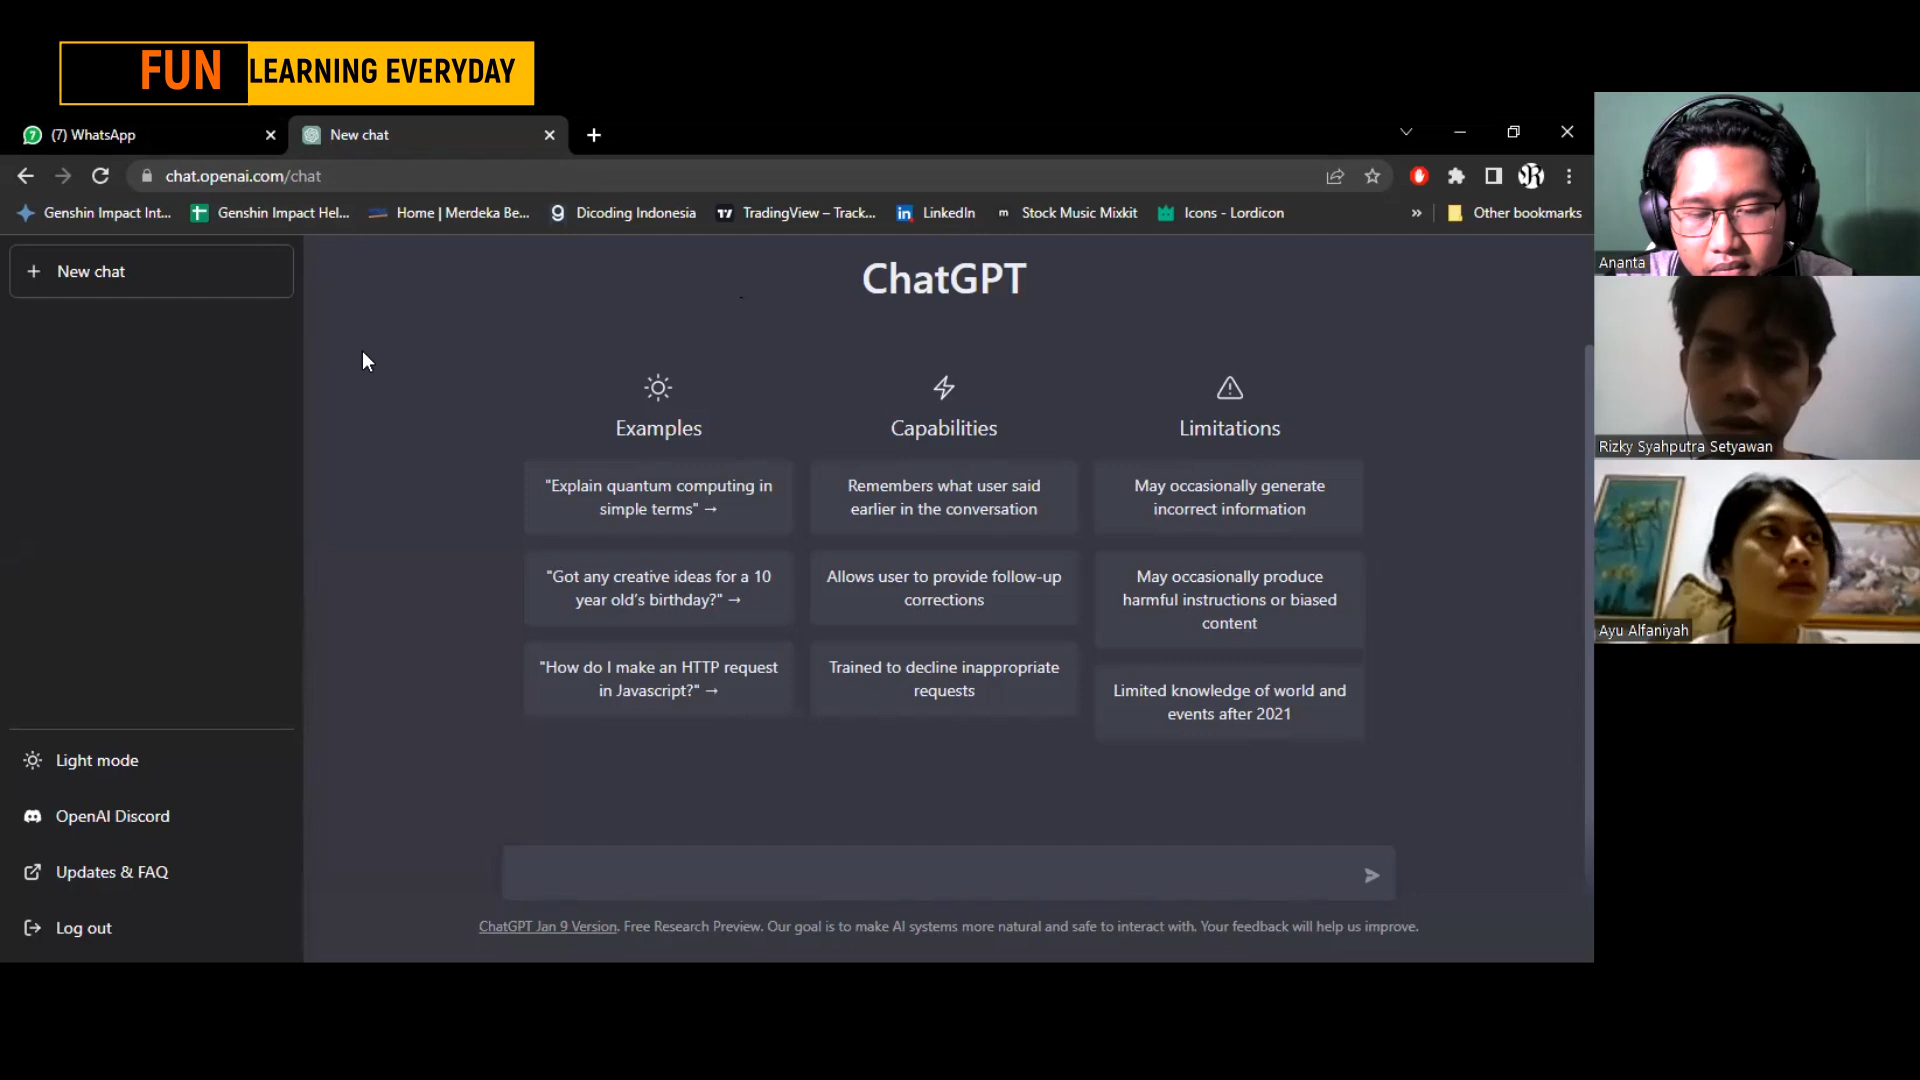 FUN LEARNING EVERYDAY
7 (7) WhatsApp
New chat
chat.openai.com/chat
Genshin Impact Int...
Genshin Impact Hel...
Home | Merdeka Be...
Dicoding Indonesia
TradingView – Track...
LinkedIn
m Stock Music Mixkit
Icons - Lordicon
»
Other bookmarks
+ New chat
ChatGPT
Examples
"Explain quantum computing in
simple terms" →
"Got any creative ideas for a 10
year old's birthday?" →
"How do I make an HTTP request
in Javascript?" →
Capabilities
Remembers what user said
earlier in the conversation
Allows user to provide follow-up
corrections
Trained to decline inappropriate
requests
Limitations
May occasionally generate
incorrect information
May occasionally produce
harmful instructions or biased
content
Limited knowledge of world and
events after 2021
Light mode
OpenAI Discord
Updates & FAQ
Log out
ChatGPT Jan 9 Version. Free Research Preview. Our goal is to make AI systems more natural and safe to interact with. Your feedback will help us improve.
Ananta
Rizky Syahputra Setyawan
Ayu Alfaniyah